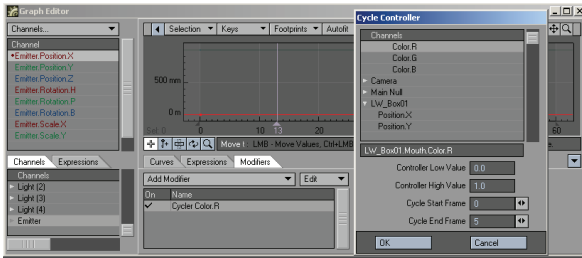 Graph Editor
Channels...
Selection
Keys
Footprints
Autofit
Channel
Emitter.Position.X
Emitter.Position.Y
Emitter.Position.Z
Emitter.Rotation.H
Emitter.Rotation.P
Emitter.Rotation.B
Emitter.Scale.X
Emitter.Scale.Y
500 mm
0 m
Sel: 0
0
10
13
20
60
Move : LMB - Move Values, Ctrl+LMB
e.
Channels
Expressions
Channels
Light (2)
Light (3)
Light (4)
Emitter
Curves
Expressions
Modifiers
Add Modifier
Edit
On
Name
Cycler Color.R
Cycle Controller
Channels
Color.R
Color.G
Color.B
Camera
Main Null
LW_Box01
Position.X
Position.Y
LW_Box01.Mouth.Color.R
Controller Low Value 0.0
Controller High Value 1.0
Cycle Start Frame 0
Cycle End Frame 5
OK
Cancel